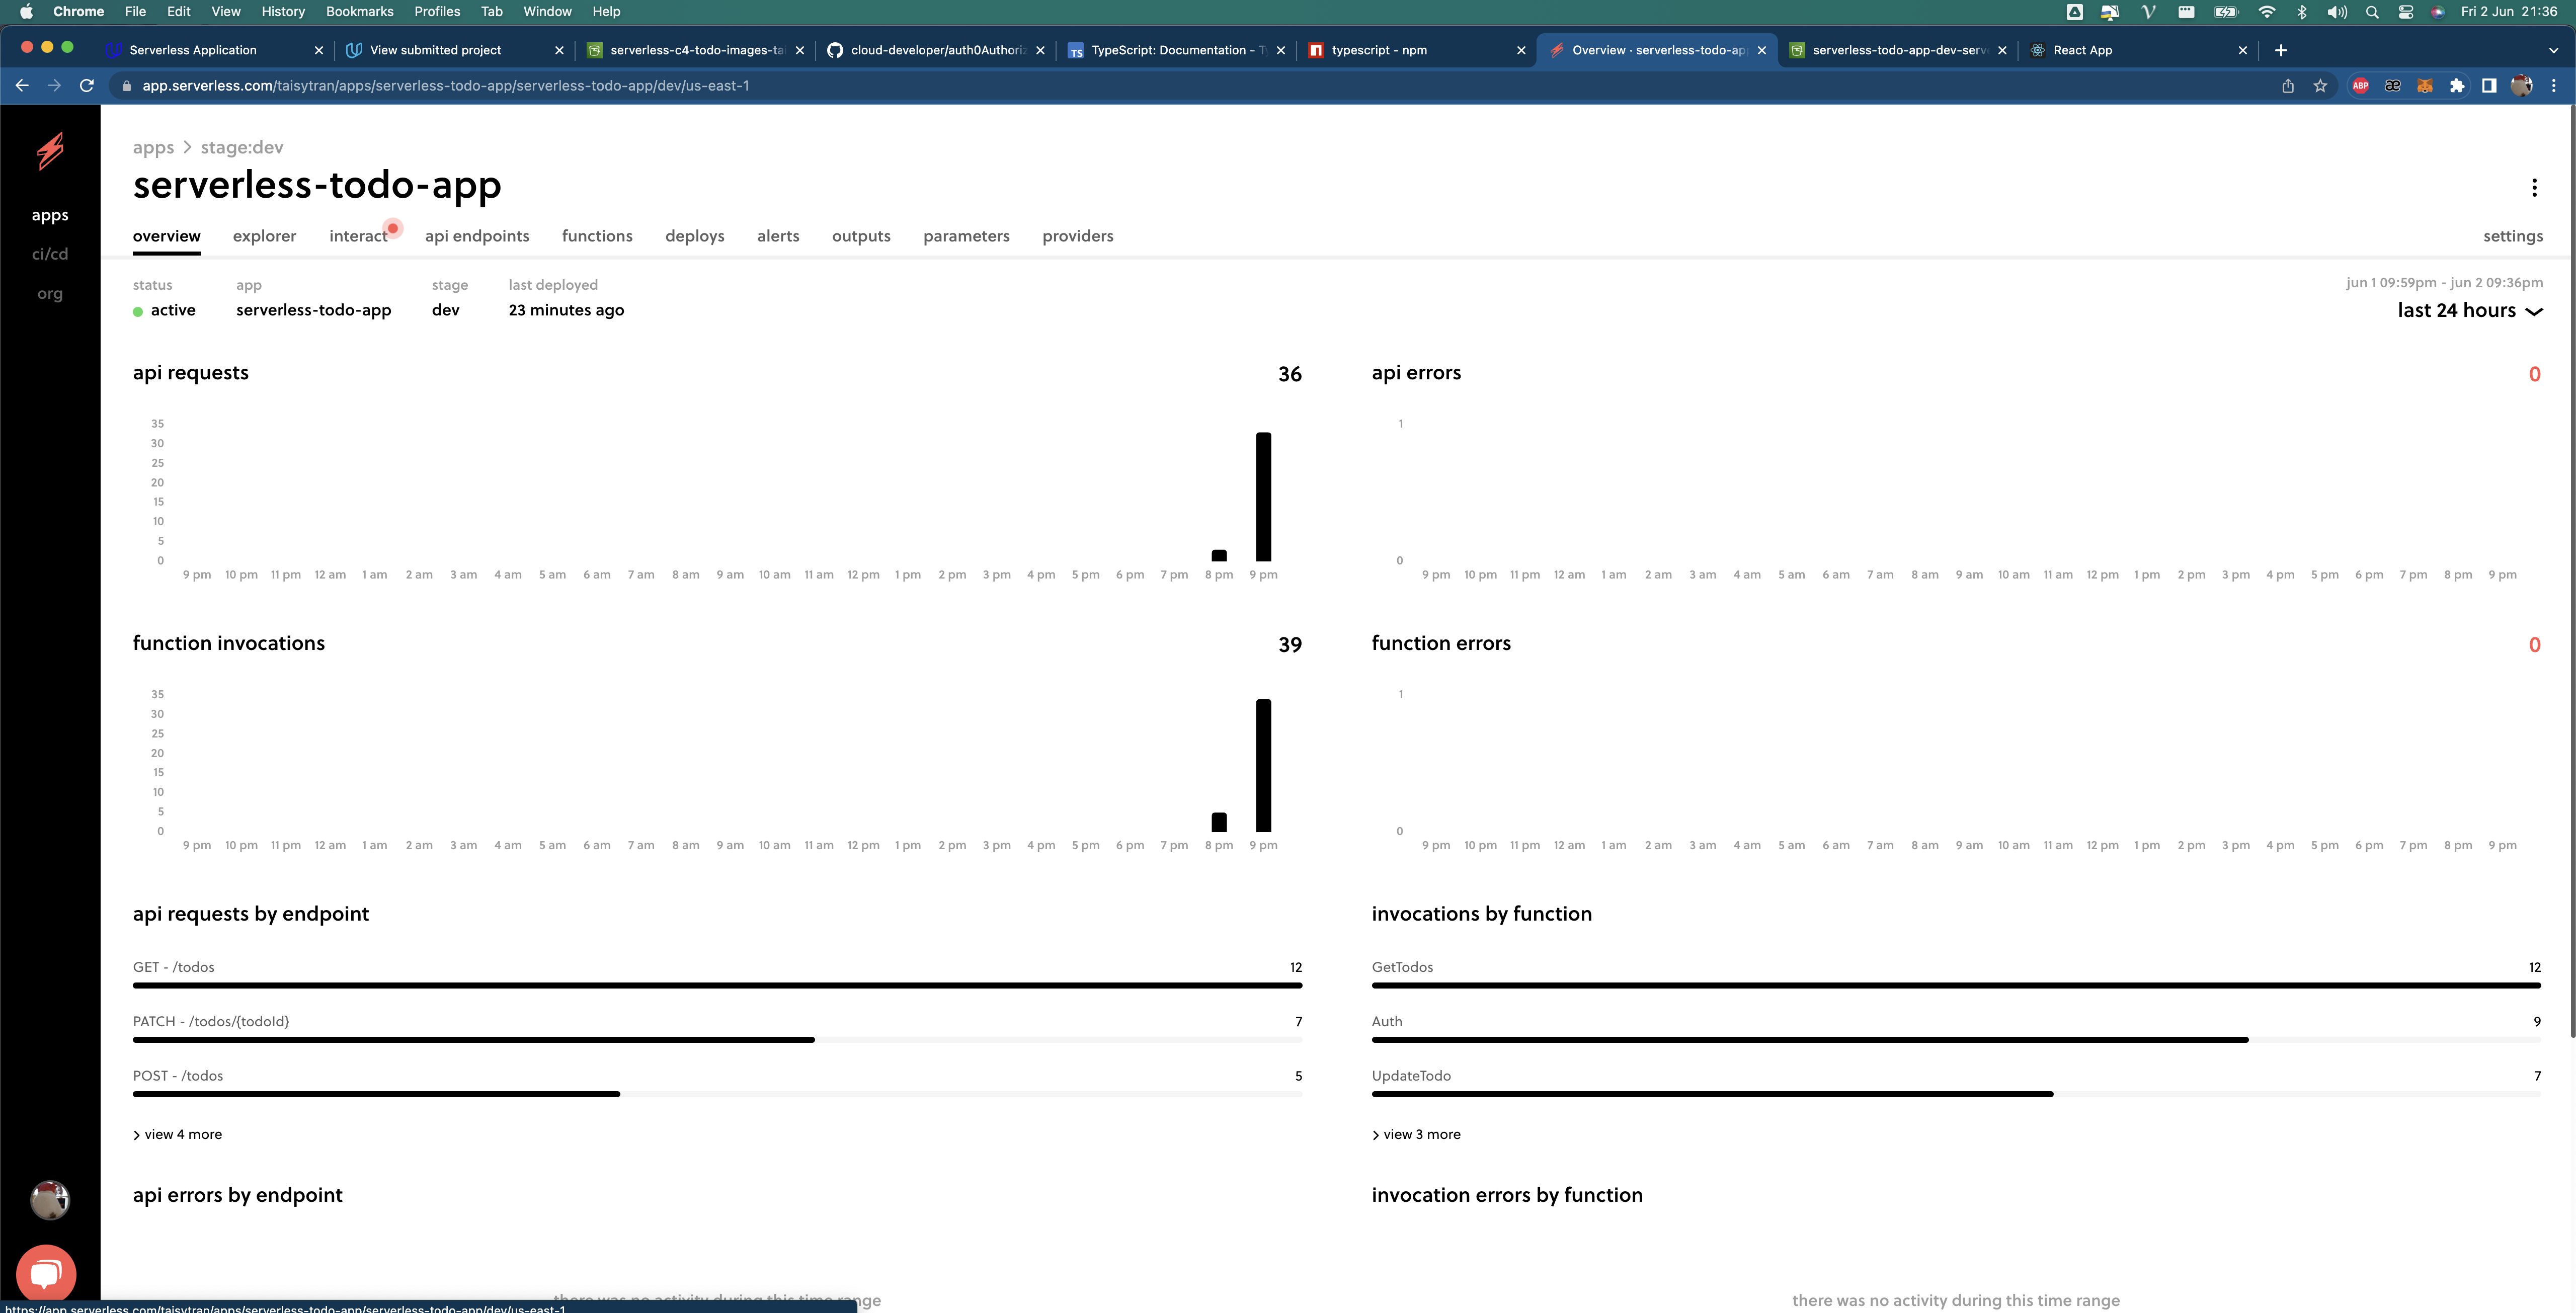 Chrome File Edit View History Bookmarks Profiles Tab Window Help Fri 2 Jun 21:36
Serverless Application View submitted project serverless-c4-todo-images-tai cloud-developer/auth0Authoriz TypeScript: Documentation - Ty typescript - npm Overview · serverless-todo-ap serverless-todo-app-dev-serv React App
app.serverless.com/taisytran/apps/serverless-todo-app/serverless-todo-app/dev/us-east-1 ABP æ
apps > stage:dev
serverless-todo-app
apps
ci/cd
org
overview explorer interact api endpoints functions deploys alerts outputs parameters providers settings
status app stage last deployed jun 1 09:59pm - jun 2 09:36pm
active serverless-todo-app dev 23 minutes ago last 24 hours
api requests 36
35
30
25
20
15
10
5
0
9 pm 10 pm 11 pm 12 am 1 am 2 am 3 am 4 am 5 am 6 am 7 am 8 am 9 am 10 am 11 am 12 pm 1 pm 2 pm 3 pm 4 pm 5 pm 6 pm 7 pm 8 pm 9 pm
api errors 0
1
0
9 pm 10 pm 11 pm 12 am 1 am 2 am 3 am 4 am 5 am 6 am 7 am 8 am 9 am 10 am 11 am 12 pm 1 pm 2 pm 3 pm 4 pm 5 pm 6 pm 7 pm 8 pm 9 pm
function invocations 39
35
30
25
20
15
10
5
0
9 pm 10 pm 11 pm 12 am 1 am 2 am 3 am 4 am 5 am 6 am 7 am 8 am 9 am 10 am 11 am 12 pm 1 pm 2 pm 3 pm 4 pm 5 pm 6 pm 7 pm 8 pm 9 pm
function errors 0
1
0
9 pm 10 pm 11 pm 12 am 1 am 2 am 3 am 4 am 5 am 6 am 7 am 8 am 9 am 10 am 11 am 12 pm 1 pm 2 pm 3 pm 4 pm 5 pm 6 pm 7 pm 8 pm 9 pm
api requests by endpoint
GET - /todos 12
PATCH - /todos/{todoId} 7
POST - /todos 5
> view 4 more
invocations by function
GetTodos 12
Auth 9
UpdateTodo 7
> view 3 more
api errors by endpoint
there was no activity during this time range
invocation errors by function
there was no activity during this time range
https://app.serverless.com/taisytran/apps/serverless-todo-app/serverless-todo-app/dev/us-east-1